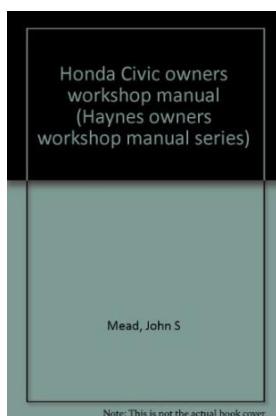 Honda Civic owners
workshop manual
(Haynes owners
workshop manual series)
Mead, John S
Note: This is not the actual book cover